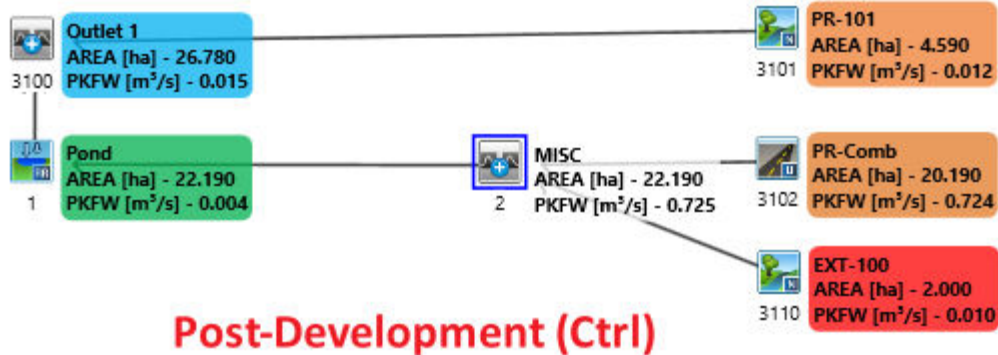 Outlet 1
AREA [ha] - 26.780
PKFW [m³/s] - 0.015
3100
PR-101
AREA [ha] - 4.590
PKFW [m³/s] - 0.012
3101
N
Pond
AREA [ha] - 22.190
PKFW [m³/s] - 0.004
1
MISC
AREA [ha] - 22.190
PKFW [m³/s] - 0.725
2
PR-Comb
AREA [ha] - 20.190
PKFW [m³/s] - 0.724
3102
U
EXT-100
AREA [ha] - 2.000
PKFW [m³/s] - 0.010
3110
N
Post-Development (Ctrl)